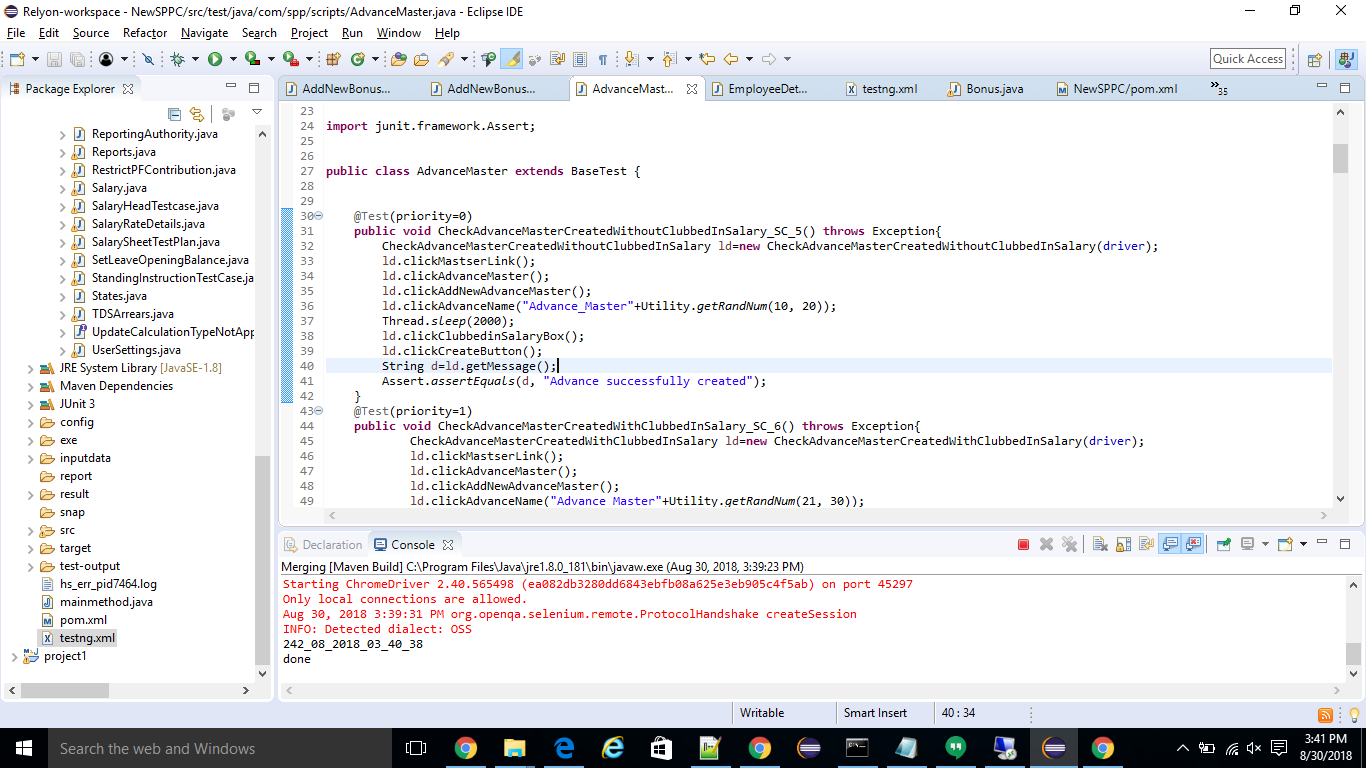 Relyon-workspace - NewSPPC/src/test/java/com/spp/scripts/AdvanceMaster.java - Eclipse IDE
File Edit Source Refactor Navigate Search Project Run Window Help
Quick Access
Package Explorer
AddNewBonus... AddNewBonus... AdvanceMast... EmployeeDet... testng.xml Bonus.java NewSPPC/pom.xml »35
ReportingAuthority.java
Reports.java
RestrictPFContribution.java
Salary.java
SalaryHeadTestcase.java
SalaryRateDetails.java
SalarySheetTestPlan.java
SetLeaveOpeningBalance.java
StandingInstructionTestCase.ja
States.java
TDSArrears.java
UpdateCalculationTypeNotApp
UserSettings.java
JRE System Library [JavaSE-1.8]
Maven Dependencies
JUnit 3
config
exe
inputdata
report
result
snap
src
target
test-output
hs_err_pid7464.log
mainmethod.java
pom.xml
testng.xml
project1
23
24 import junit.framework.Assert;
25
26
27 public class AdvanceMaster extends BaseTest {
28
29
30 @Test(priority=0)
31 public void CheckAdvanceMasterCreatedWithoutClubbedInSalary_SC_5() throws Exception{
32 CheckAdvanceMasterCreatedWithoutClubbedInSalary ld=new CheckAdvanceMasterCreatedWithoutClubbedInSalary(driver);
33 ld.clickMastserLink();
34 ld.clickAdvanceMaster();
35 ld.clickAddNewAdvanceMaster();
36 ld.clickAdvanceName("Advance_Master"+Utility.getRandNum(10, 20));
37 Thread.sleep(2000);
38 ld.clickClubbedinSalaryBox();
39 ld.clickCreateButton();
40 String d=ld.getMessage();
41 Assert.assertEquals(d, "Advance successfully created");
42 }
43 @Test(priority=1)
44 public void CheckAdvanceMasterCreatedWithClubbedInSalary_SC_6() throws Exception{
45 CheckAdvanceMasterCreatedWithClubbedInSalary ld=new CheckAdvanceMasterCreatedWithClubbedInSalary(driver);
46 ld.clickMastserLink();
47 ld.clickAdvanceMaster();
48 ld.clickAddNewAdvanceMaster();
49 ld.clickAdvanceName("Advance_Master"+Utility.getRandNum(21, 30));
Declaration Console
Merging [Maven Build] C:\Program Files\Java\jre1.8.0_181\bin\javaw.exe (Aug 30, 2018, 3:39:23 PM)
Starting ChromeDriver 2.40.565498 (ea082db3280dd6843ebfb08a625e3eb905c4f5ab) on port 45297
Only local connections are allowed.
Aug 30, 2018 3:39:31 PM org.openqa.selenium.remote.ProtocolHandshake createSession
INFO: Detected dialect: OSS
242_08_2018_03_40_38
done
Writable Smart Insert 40 : 34
Search the web and Windows
3:41 PM
8/30/2018